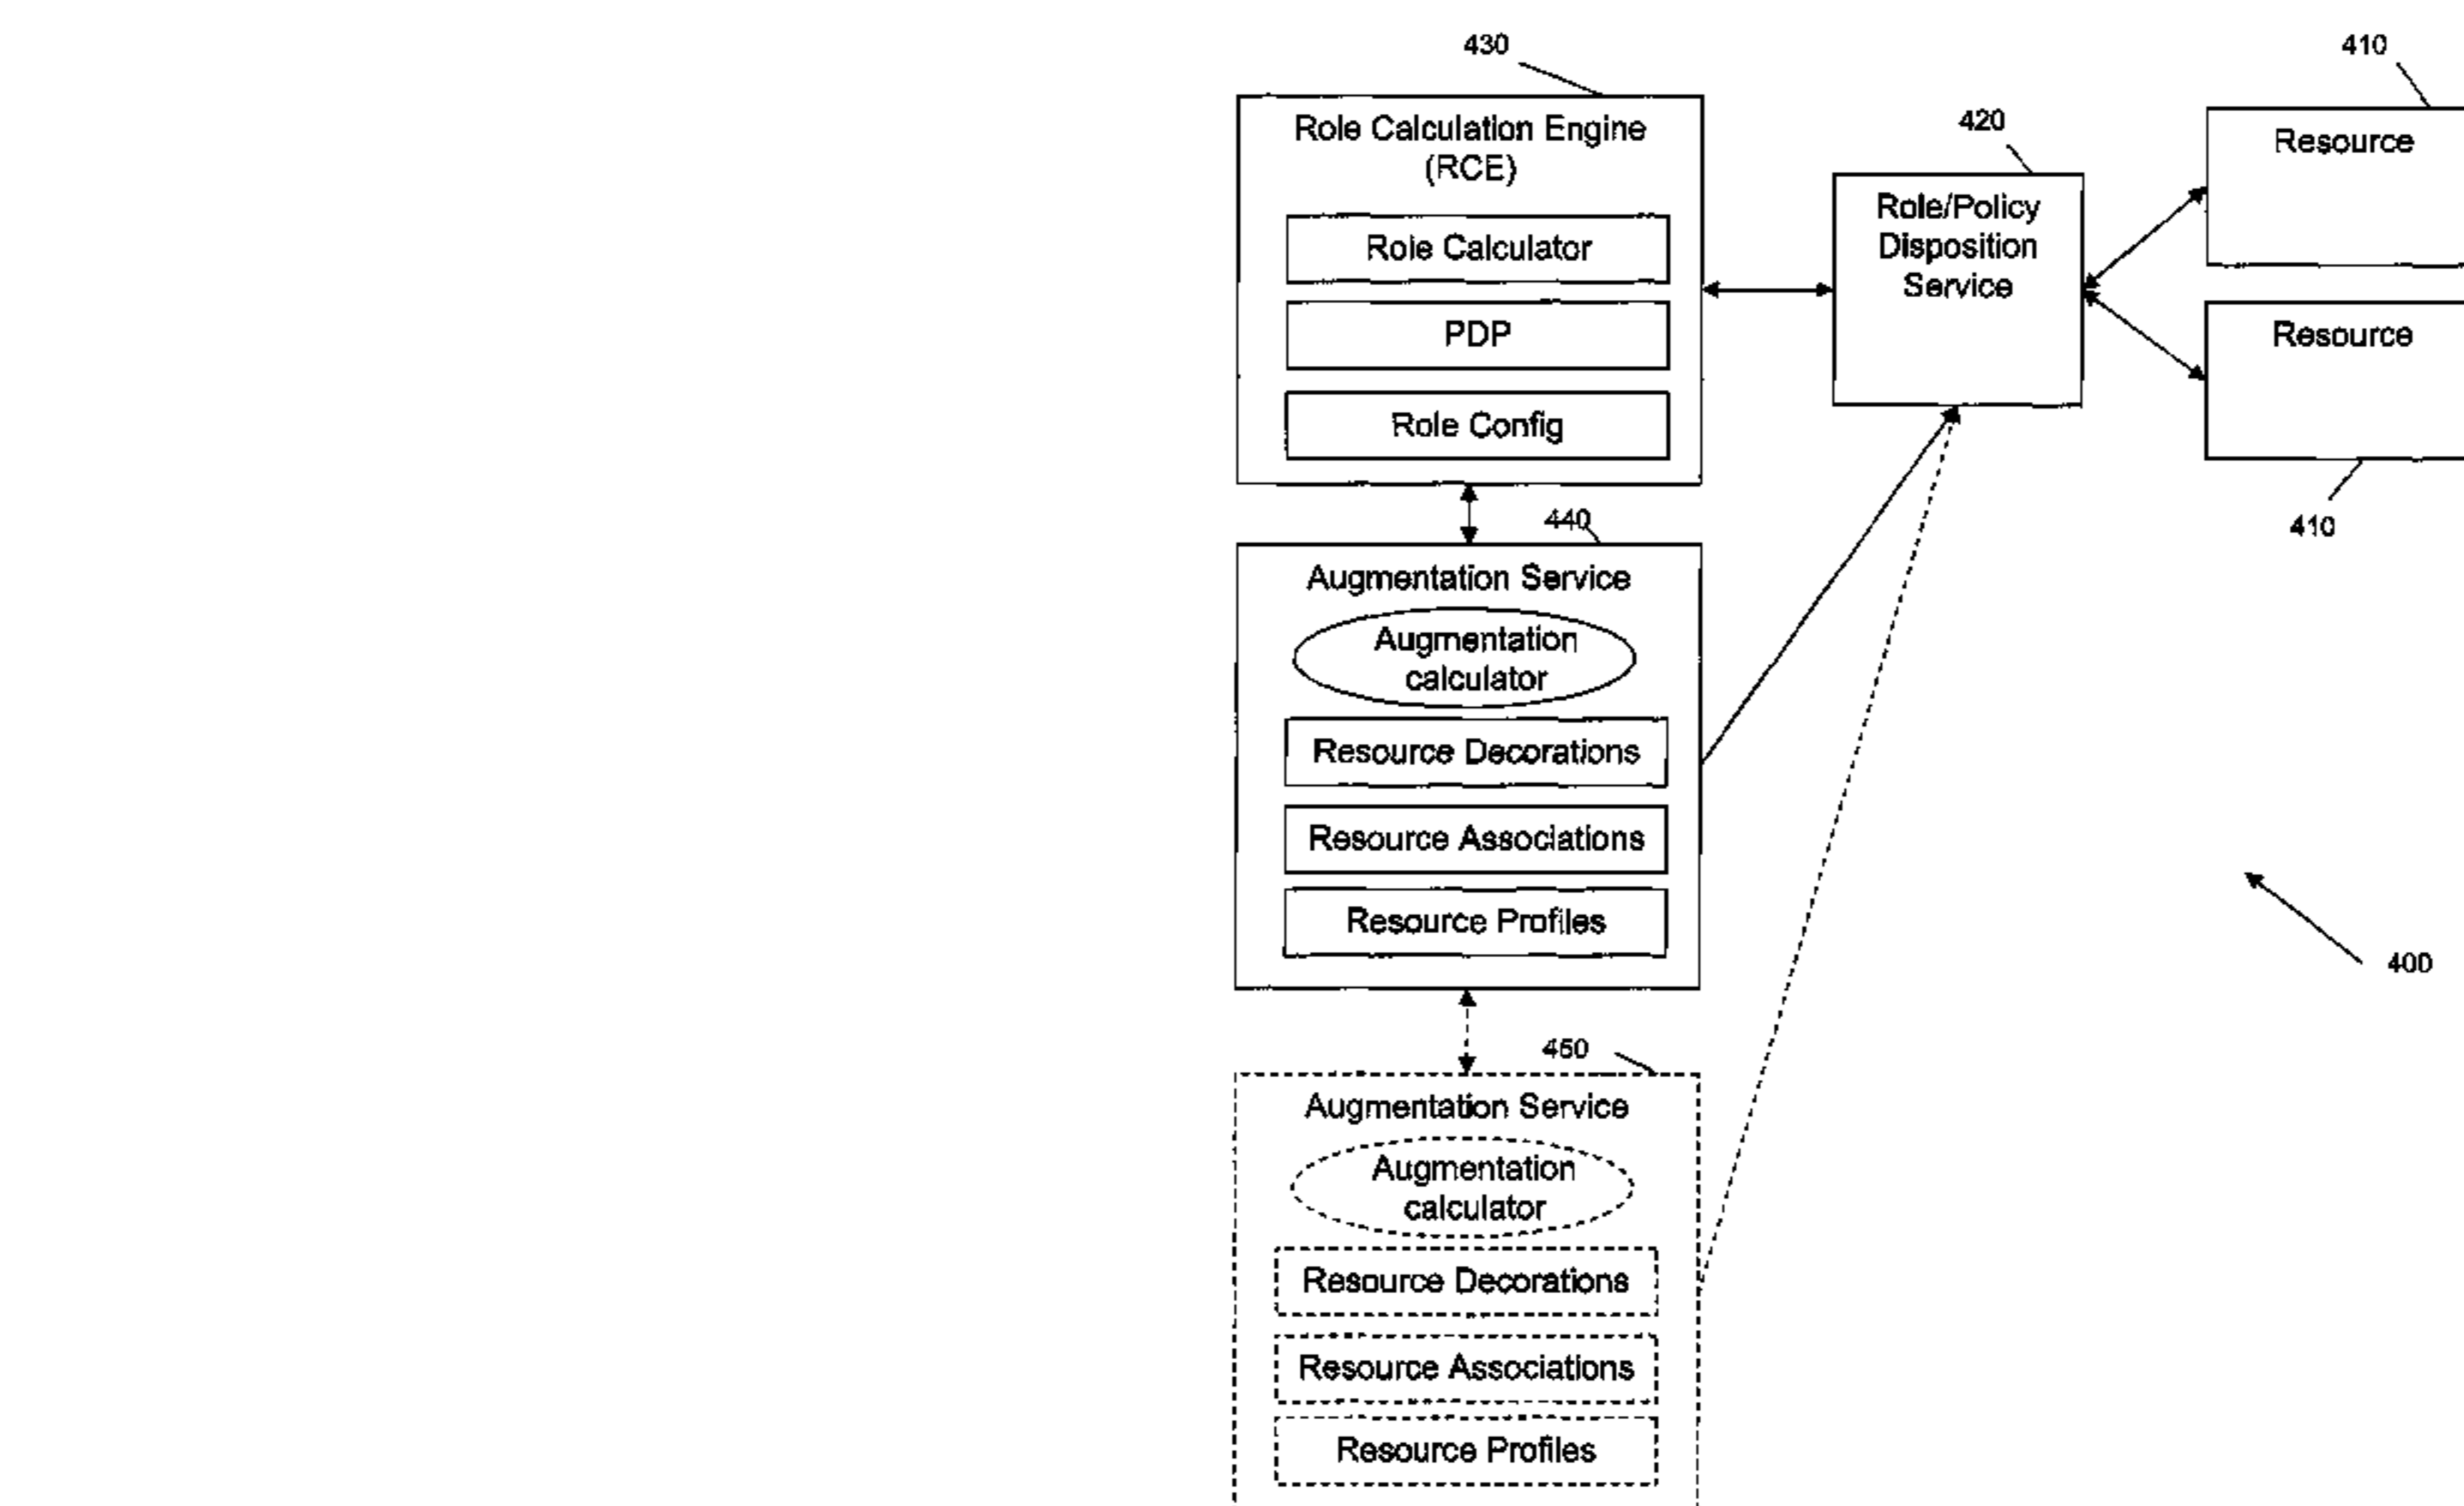 430
410
Role Calculation Engine
(RCE)
420
Resource
Role Calculator
Role/Policy
Disposition
Service
PDP
Resource
Role Config
440
410
Augmentation Service
Augmentation
calculator
Resource Decorations
Resource Associations
Resource Profiles
400
450
Augmentation Service
Augmentation
calculator
Resource Decorations
Resource Associations
Resource Profiles